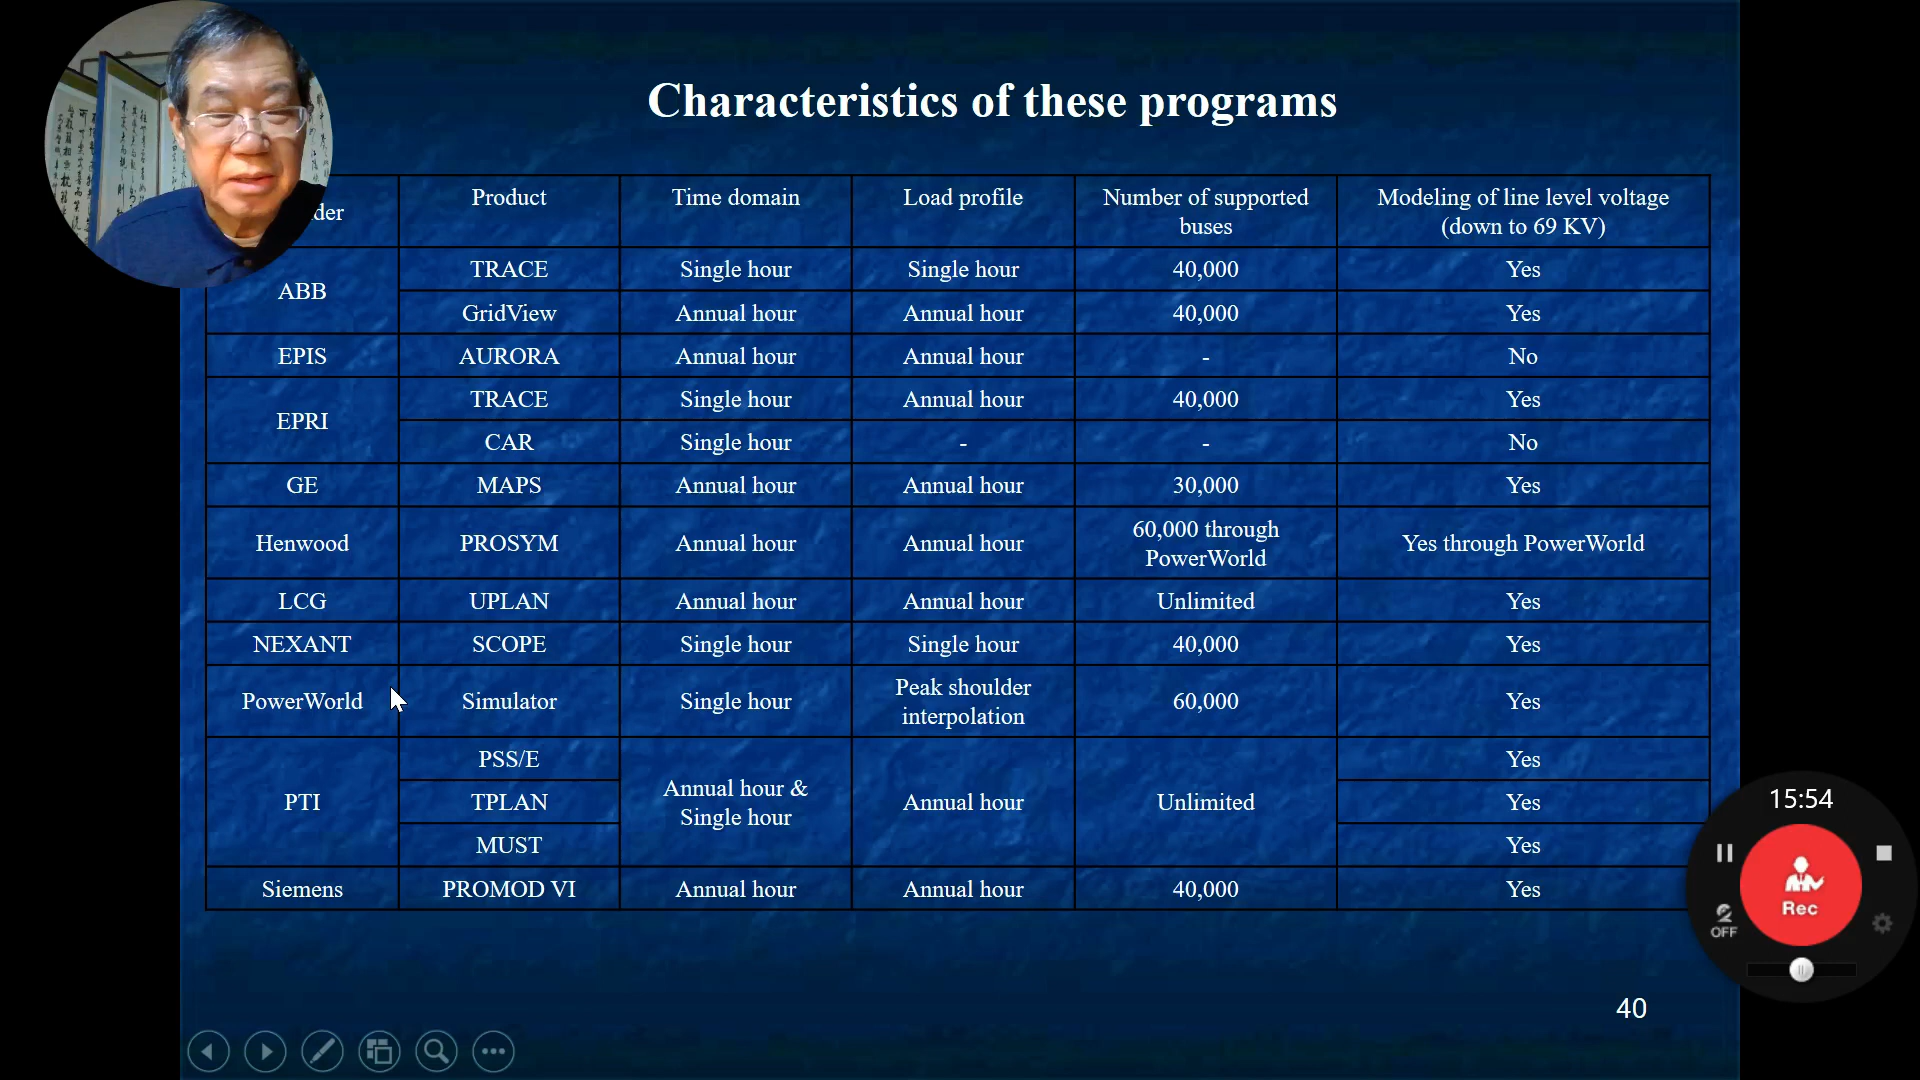 Characteristics of these programs
der
Product
Time domain
Load profile
Number of supported
buses
Modeling of line level voltage
(down to 69 KV)
ABB
TRACE
Single hour
Single hour
40,000
Yes
GridView
Annual hour
Annual hour
40,000
Yes
EPIS
AURORA
Annual hour
Annual hour
-
No
EPRI
TRACE
Single hour
Annual hour
40,000
Yes
CAR
Single hour
-
-
No
GE
MAPS
Annual hour
Annual hour
30,000
Yes
Henwood
PROSYM
Annual hour
Annual hour
60,000 through
PowerWorld
Yes through PowerWorld
LCG
UPLAN
Annual hour
Annual hour
Unlimited
Yes
NEXANT
SCOPE
Single hour
Single hour
40,000
Yes
PowerWorld
Simulator
Single hour
Peak shoulder
interpolation
60,000
Yes
PTI
PSS/E
Annual hour &
Single hour
Annual hour
Unlimited
Yes
TPLAN
Yes
MUST
Yes
Siemens
PROMOD VI
Annual hour
Annual hour
40,000
Yes
15:54
Rec
OFF
40